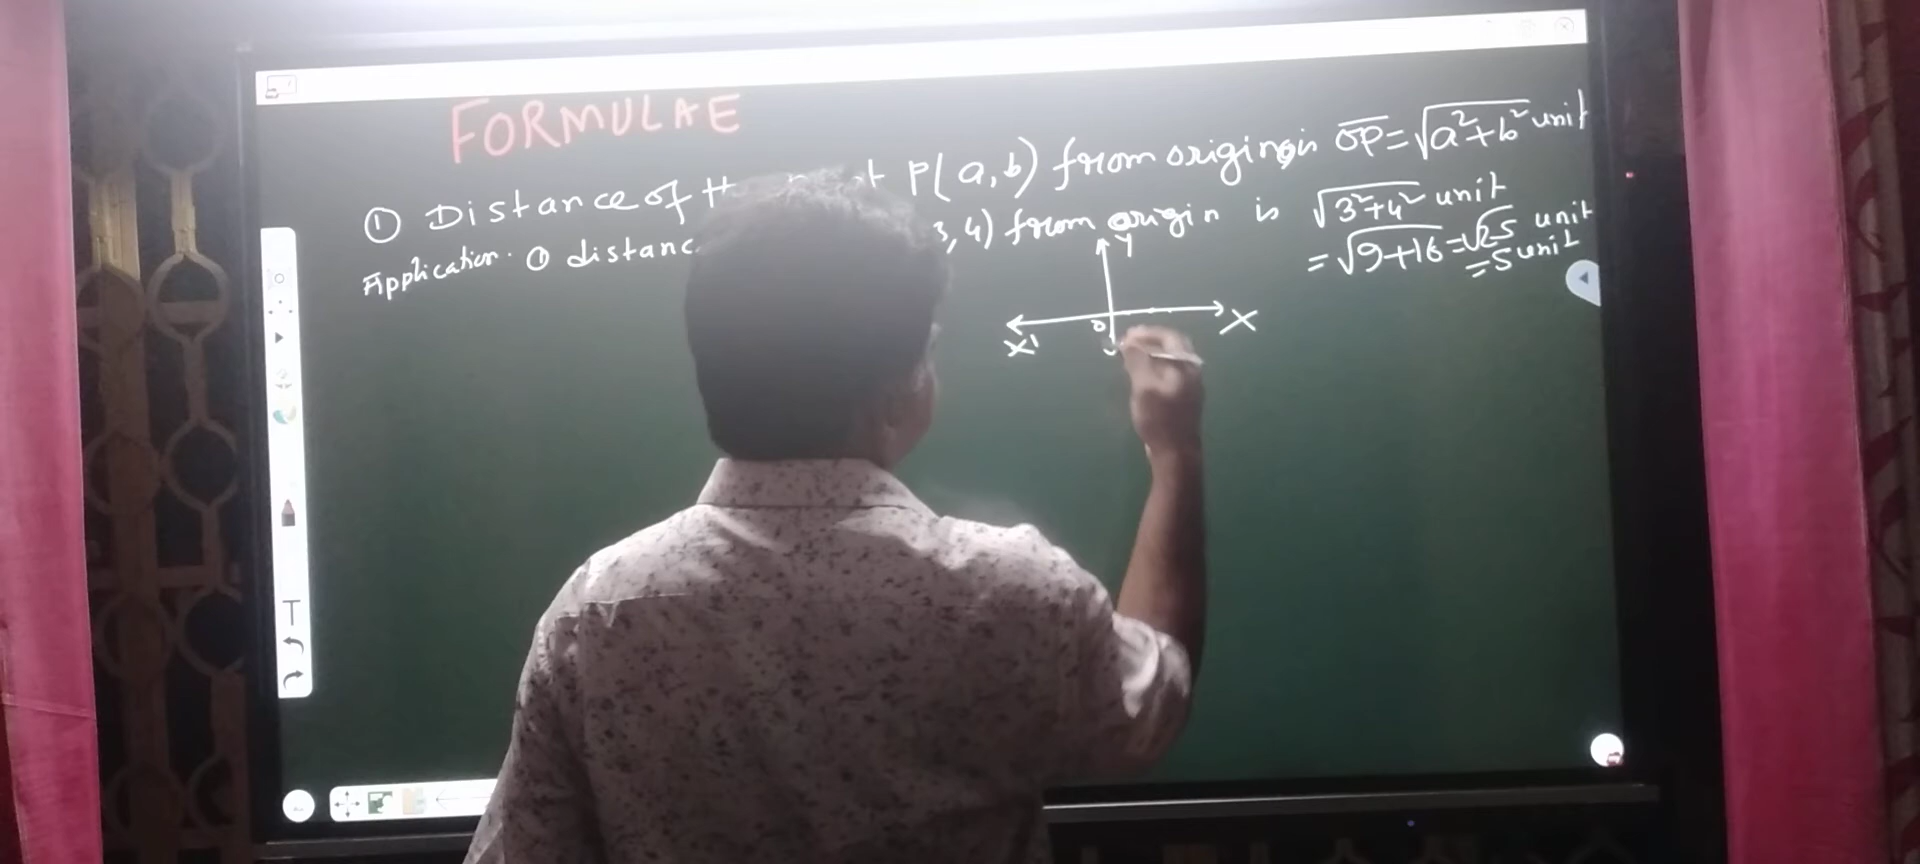 FORMULAE
① Distance of P(a,b) from origin is OP=√a²+b² unit
Application. ① distanc 3,4) from origin is √3²+4² unit
=√9+16=√25 unit
=5 unit
Y
X' O X
T